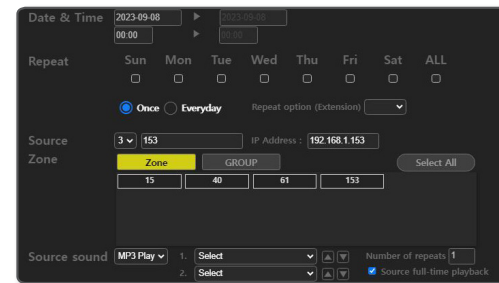 Date & Time 2023-09-08 2023-09-08
00:00 00:00
Repeat Sun Mon Tue Wed Thu Fri Sat ALL
Once Everyday Repeat option (Extension)
Source 3 153 IP Address : 192.168.1.153
Zone Zone GROUP Select All
15 40 61 153
Source sound MP3 Play 1. Select Number of repeats 1
2. Select Source full-time playback